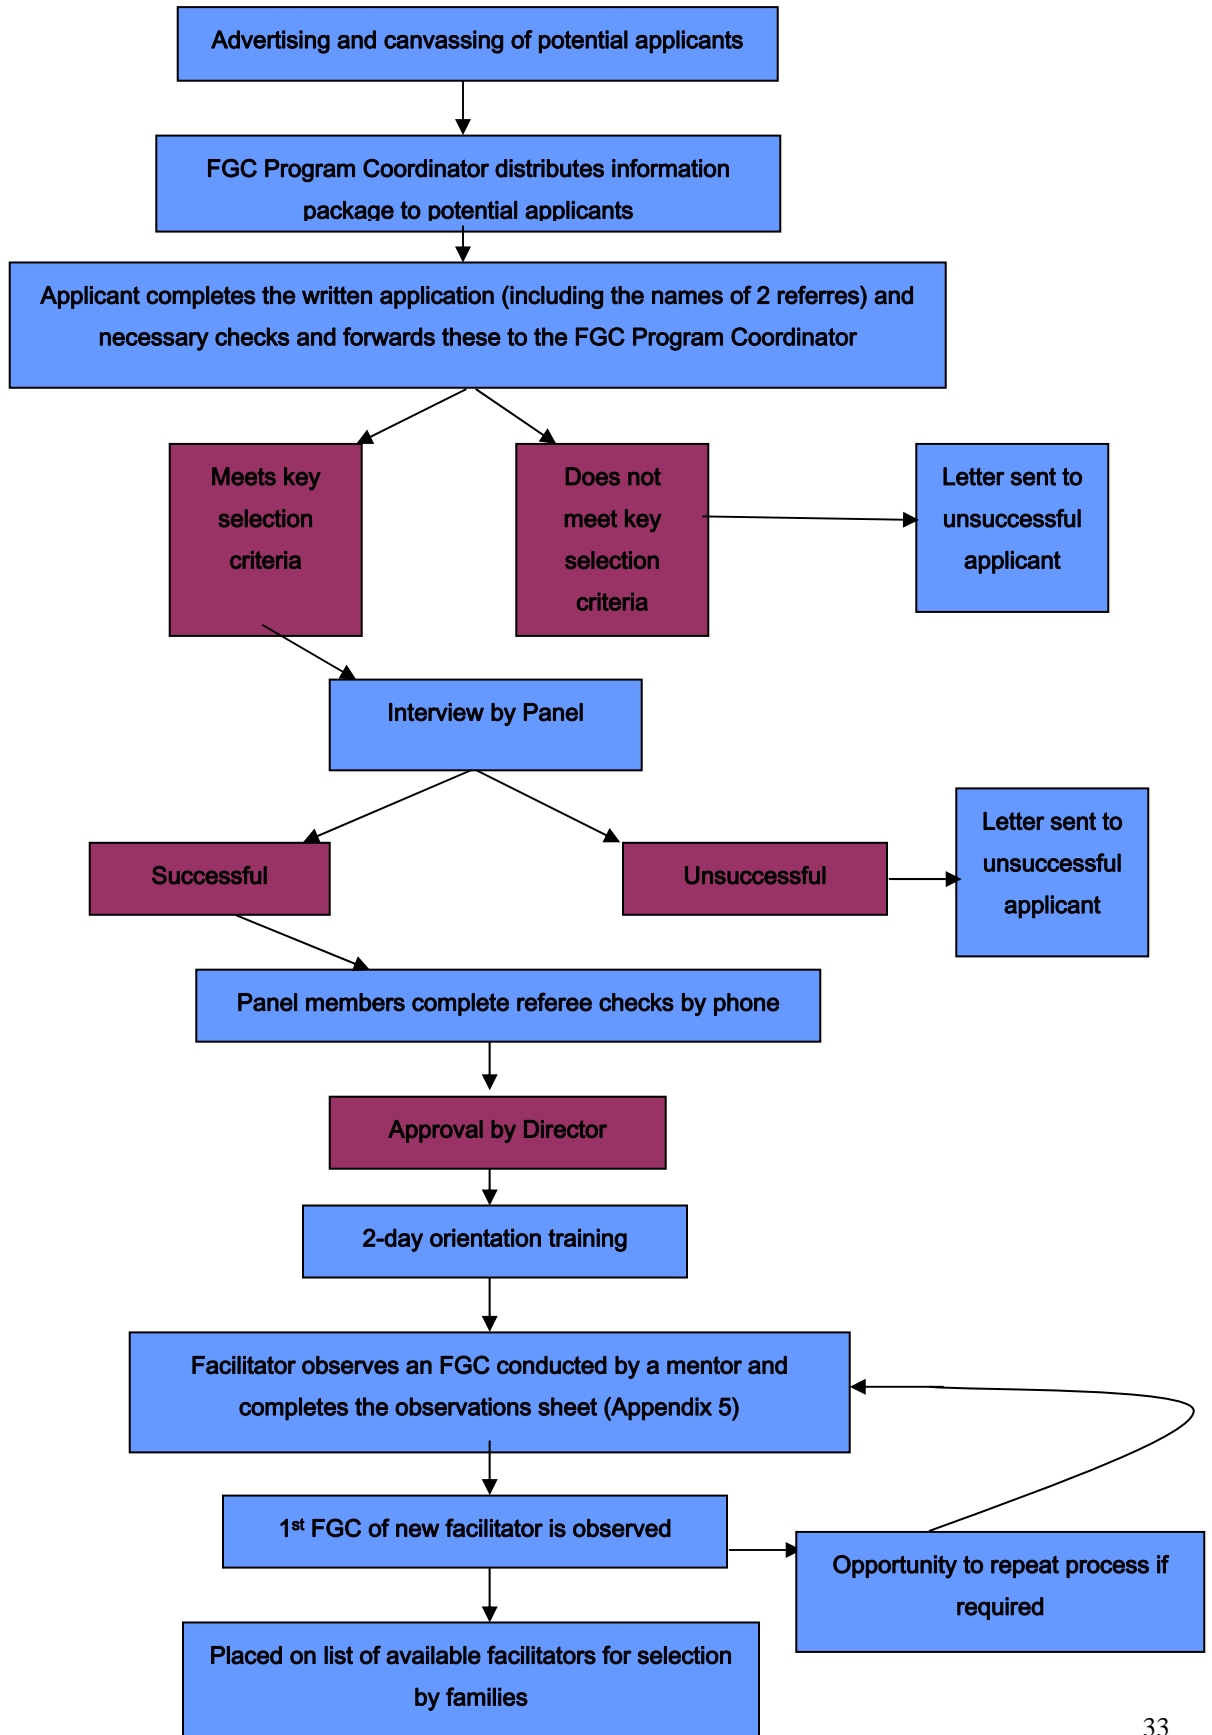 Advertising and canvassing of potential applicants
FGC Program Coordinator distributes information
package to potential applicants
Applicant completes the written application (including the names of 2 referres) and
necessary checks and forwards these to the FGC Program Coordinator
Meets key
selection
criteria
Does not
meet key
selection
criteria
Letter sent to
unsuccessful
applicant
Interview by Panel
Successful
Unsuccessful
Letter sent to
unsuccessful
applicant
Panel members complete referee checks by phone
Approval by Director
2-day orientation training
Facilitator observes an FGC conducted by a mentor and
completes the observations sheet (Appendix 5)
1st FGC of new facilitator is observed
Opportunity to repeat process if
required
Placed on list of available facilitators for selection
by families
33